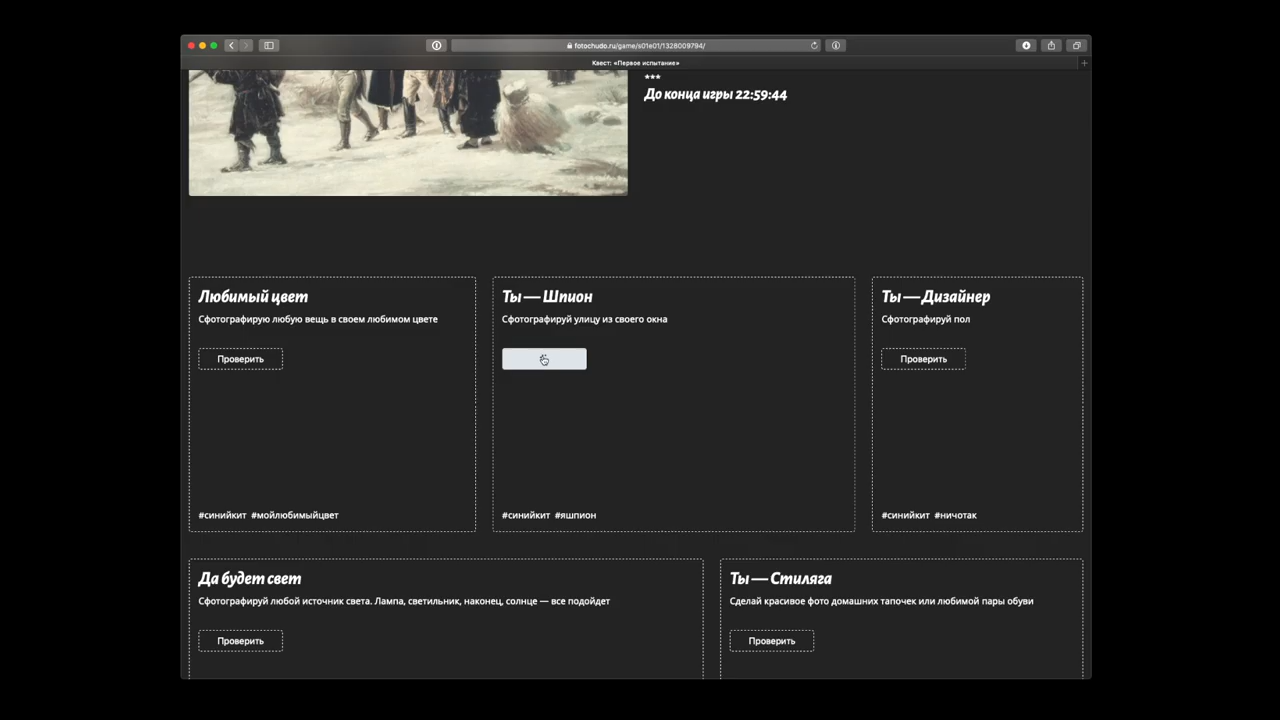 fotochudo.ru/game/s01e01/1328009794/
Квест: «Первое испытание»
***
До конца игры 22:59:44
Любимый цвет
Сфотографирую любую вещь в своем любимом цвете
Проверить
#синийкит #мойлюбимыйцвет
Ты — Шпион
Сфотографируй улицу из своего окна
#синийкит #яшпион
Ты — Дизайнер
Сфотографируй пол
Проверить
#синийкит #ничотак
Да будет свет
Сфотографируй любой источник света. Лампа, светильник, наконец, солнце — все подойдет
Проверить
Ты — Стиляга
Сделай красивое фото домашних тапочек или любимой пары обуви
Проверить